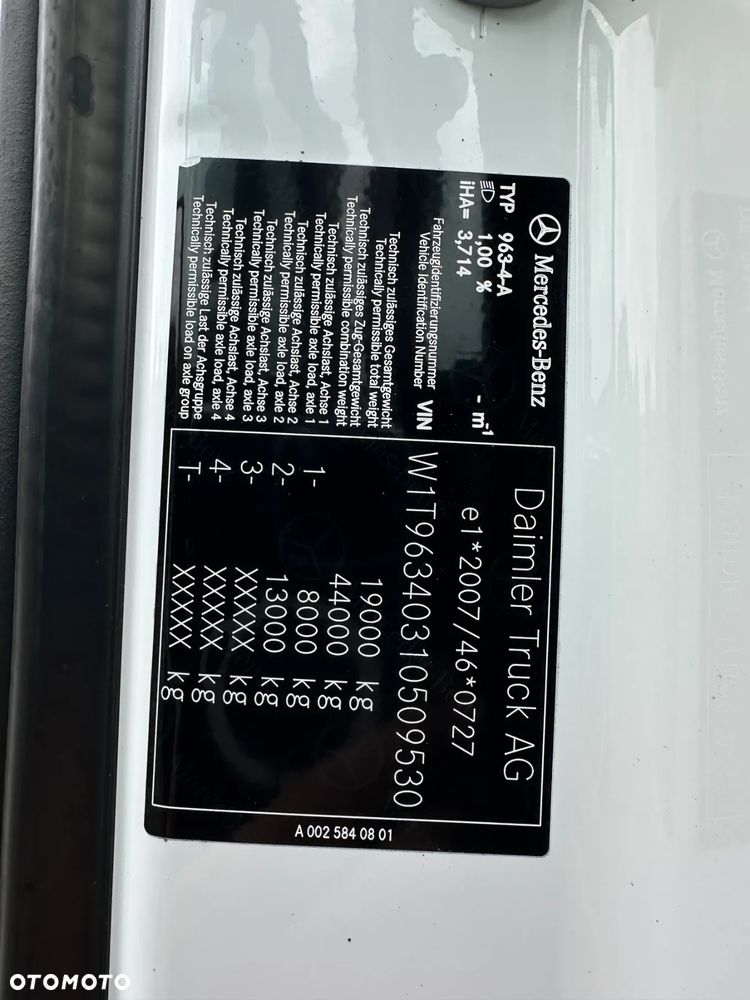 Mercedes-Benz
TYP 963-4-A
1,00 % - m-1
iHA= 3,714
Daimler Truck AG
e1*2007/46*0727
Fahrzeugidentifizierungsnummer
Vehicle Identification Number VIN W1T96340310509530
Technisch zulässiges Gesamtgewicht
Technically permissible total weight 19000 kg
Technisch zulässiges Zug-Gesamtgewicht
Technically permissible combination weight 44000 kg
Technisch zulässige Achslast, Achse 1
Technically permissible axle load, axle 1 1- 8000 kg
Technisch zulässige Achslast, Achse 2
Technically permissible axle load, axle 2 2- 13000 kg
Technisch zulässige Achslast, Achse 3
Technically permissible axle load, axle 3 3- XXXXX kg
Technisch zulässige Achslast, Achse 4
Technically permissible axle load, axle 4 4- XXXXX kg
Technisch zulässige Last der Achsgruppe
Technically permissible load on axle group T- XXXXX kg
A 002 584 08 01
OTOMOTO